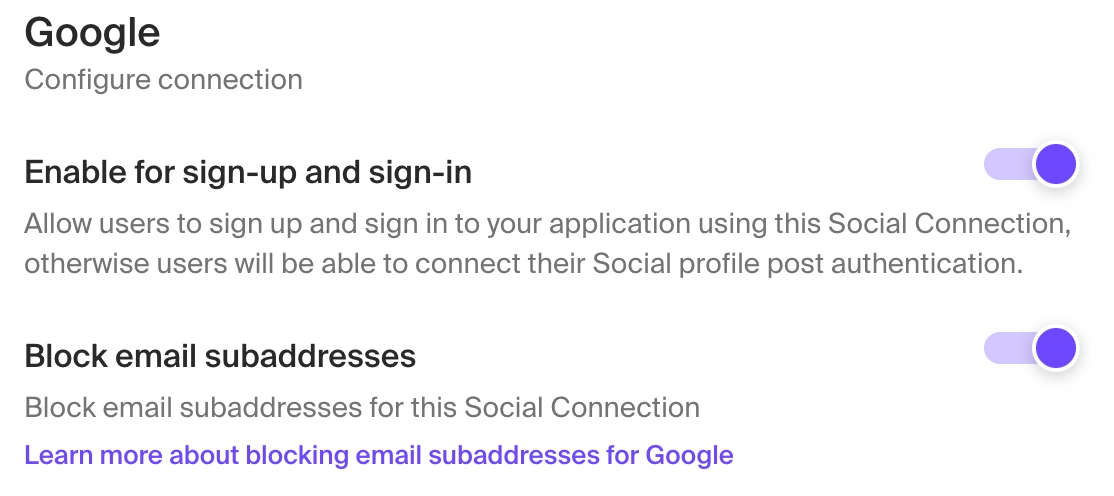 Google
Configure connection
Enable for sign-up and sign-in
Allow users to sign up and sign in to your application using this Social Connection,
otherwise users will be able to connect their Social profile post authentication.
Block email subaddresses
Block email subaddresses for this Social Connection
Learn more about blocking email subaddresses for Google